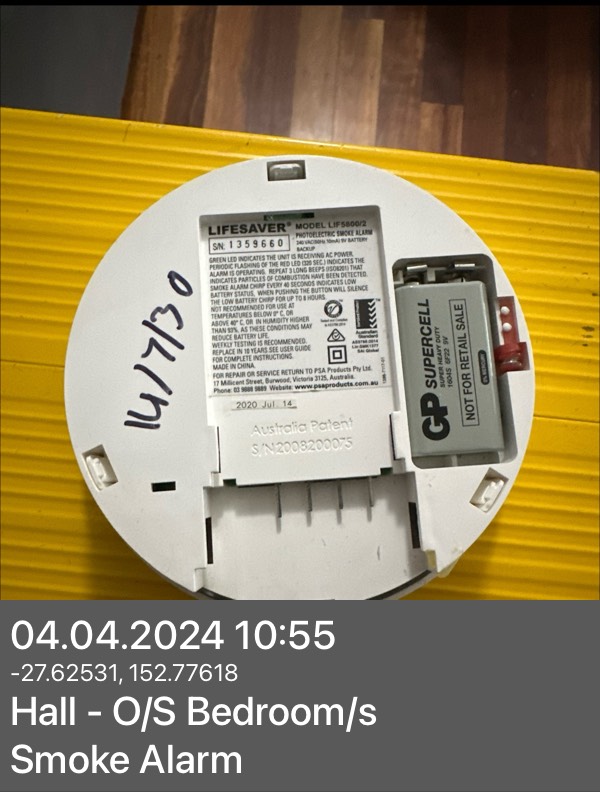 LIFESAVER® MODEL LIF5800/2
PHOTOELECTRIC SMOKE ALARM
S/N: 1359660
240 VAC(50Hz, 10mA) 9V BATTERY
BACKUP
GREEN LED INDICATES THE UNIT IS RECEIVING AC POWER.
PERIODIC FLASHING OF THE RED LED (320 SEC.) INDICATES THE
ALARM IS OPERATING. REPEAT 3 LONG BEEPS (ISO8201) THAT
INDICATES PARTICLES OF COMBUSTION HAVE BEEN DETECTED.
SMOKE ALARM CHIRP EVERY 40 SECONDS INDICATES LOW
BATTERY STATUS, WHEN PUSHING THE BUTTON WILL SILENCE
THE LOW BATTERY CHIRP FOR UP TO 8 HOURS.
NOT RECOMMENDED FOR USE AT
TEMPERATURES BELOW 0° C, OR
ABOVE 40° C, OR IN HUMIDITY HIGHER
THAN 93%, AS THESE CONDITIONS MAY
REDUCE BATTERY LIFE.
WEEKLY TESTING IS RECOMMENDED.
REPLACE IN 10 YEARS.SEE USER GUIDE
FOR COMPLETE INSTRUCTIONS.
MADE IN CHINA.
Australian
Standard
FOR REPAIR OR SERVICE RETURN TO PSA Products Pty Ltd.
17 Millicent Street, Burwood, Victoria 3125, Australia.
Phone: 03 9888 9889 Website: www.psaproducts.com.au
2020 Jul. 14
Australia Patent
S/N2008200075
14/7/30
GP SUPERCELL
SUPER HEAVY DUTY
1604S 6F22 9V
NOT FOR RETAIL SALE
04.04.2024 10:55
-27.62531, 152.77618
Hall - O/S Bedroom/s
Smoke Alarm